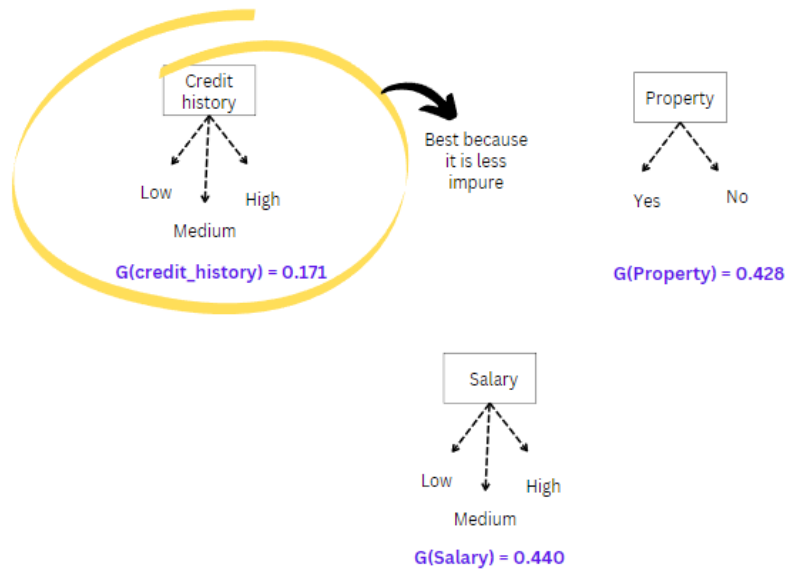 Credit
history
Low
High
Medium
G(credit_history) = 0.171
Best because
it is less
impure
Property
Yes
No
G(Property) = 0.428
Salary
Low
High
Medium
G(Salary) = 0.440